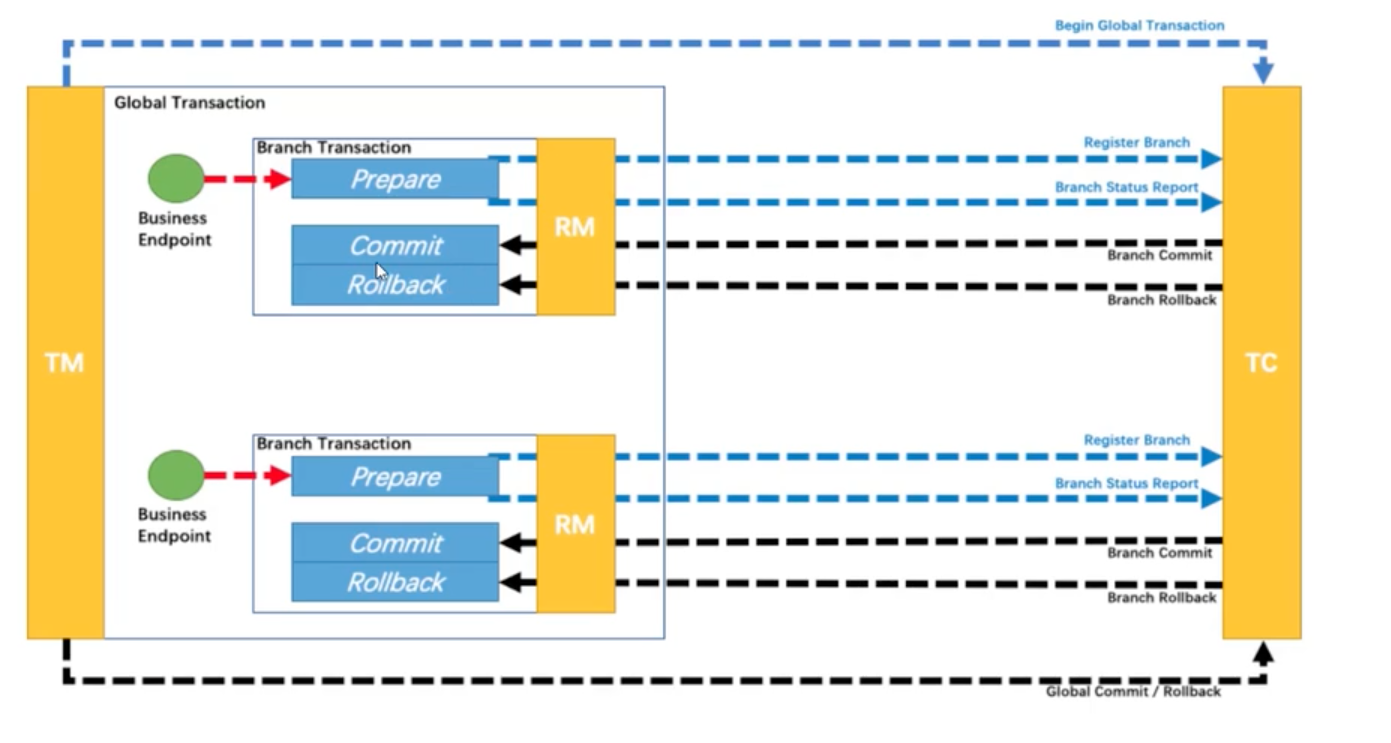 Begin Global Transaction
Global Transaction
Branch Transaction
Prepare
Register Branch
Branch Status Report
Business
Endpoint
RM
Commit
Branch Commit
Rollback
Branch Rollback
TM
TC
Branch Transaction
Prepare
Register Branch
Branch Status Report
Business
Endpoint
RM
Commit
Branch Commit
Rollback
Branch Rollback
Global Commit / Rollback